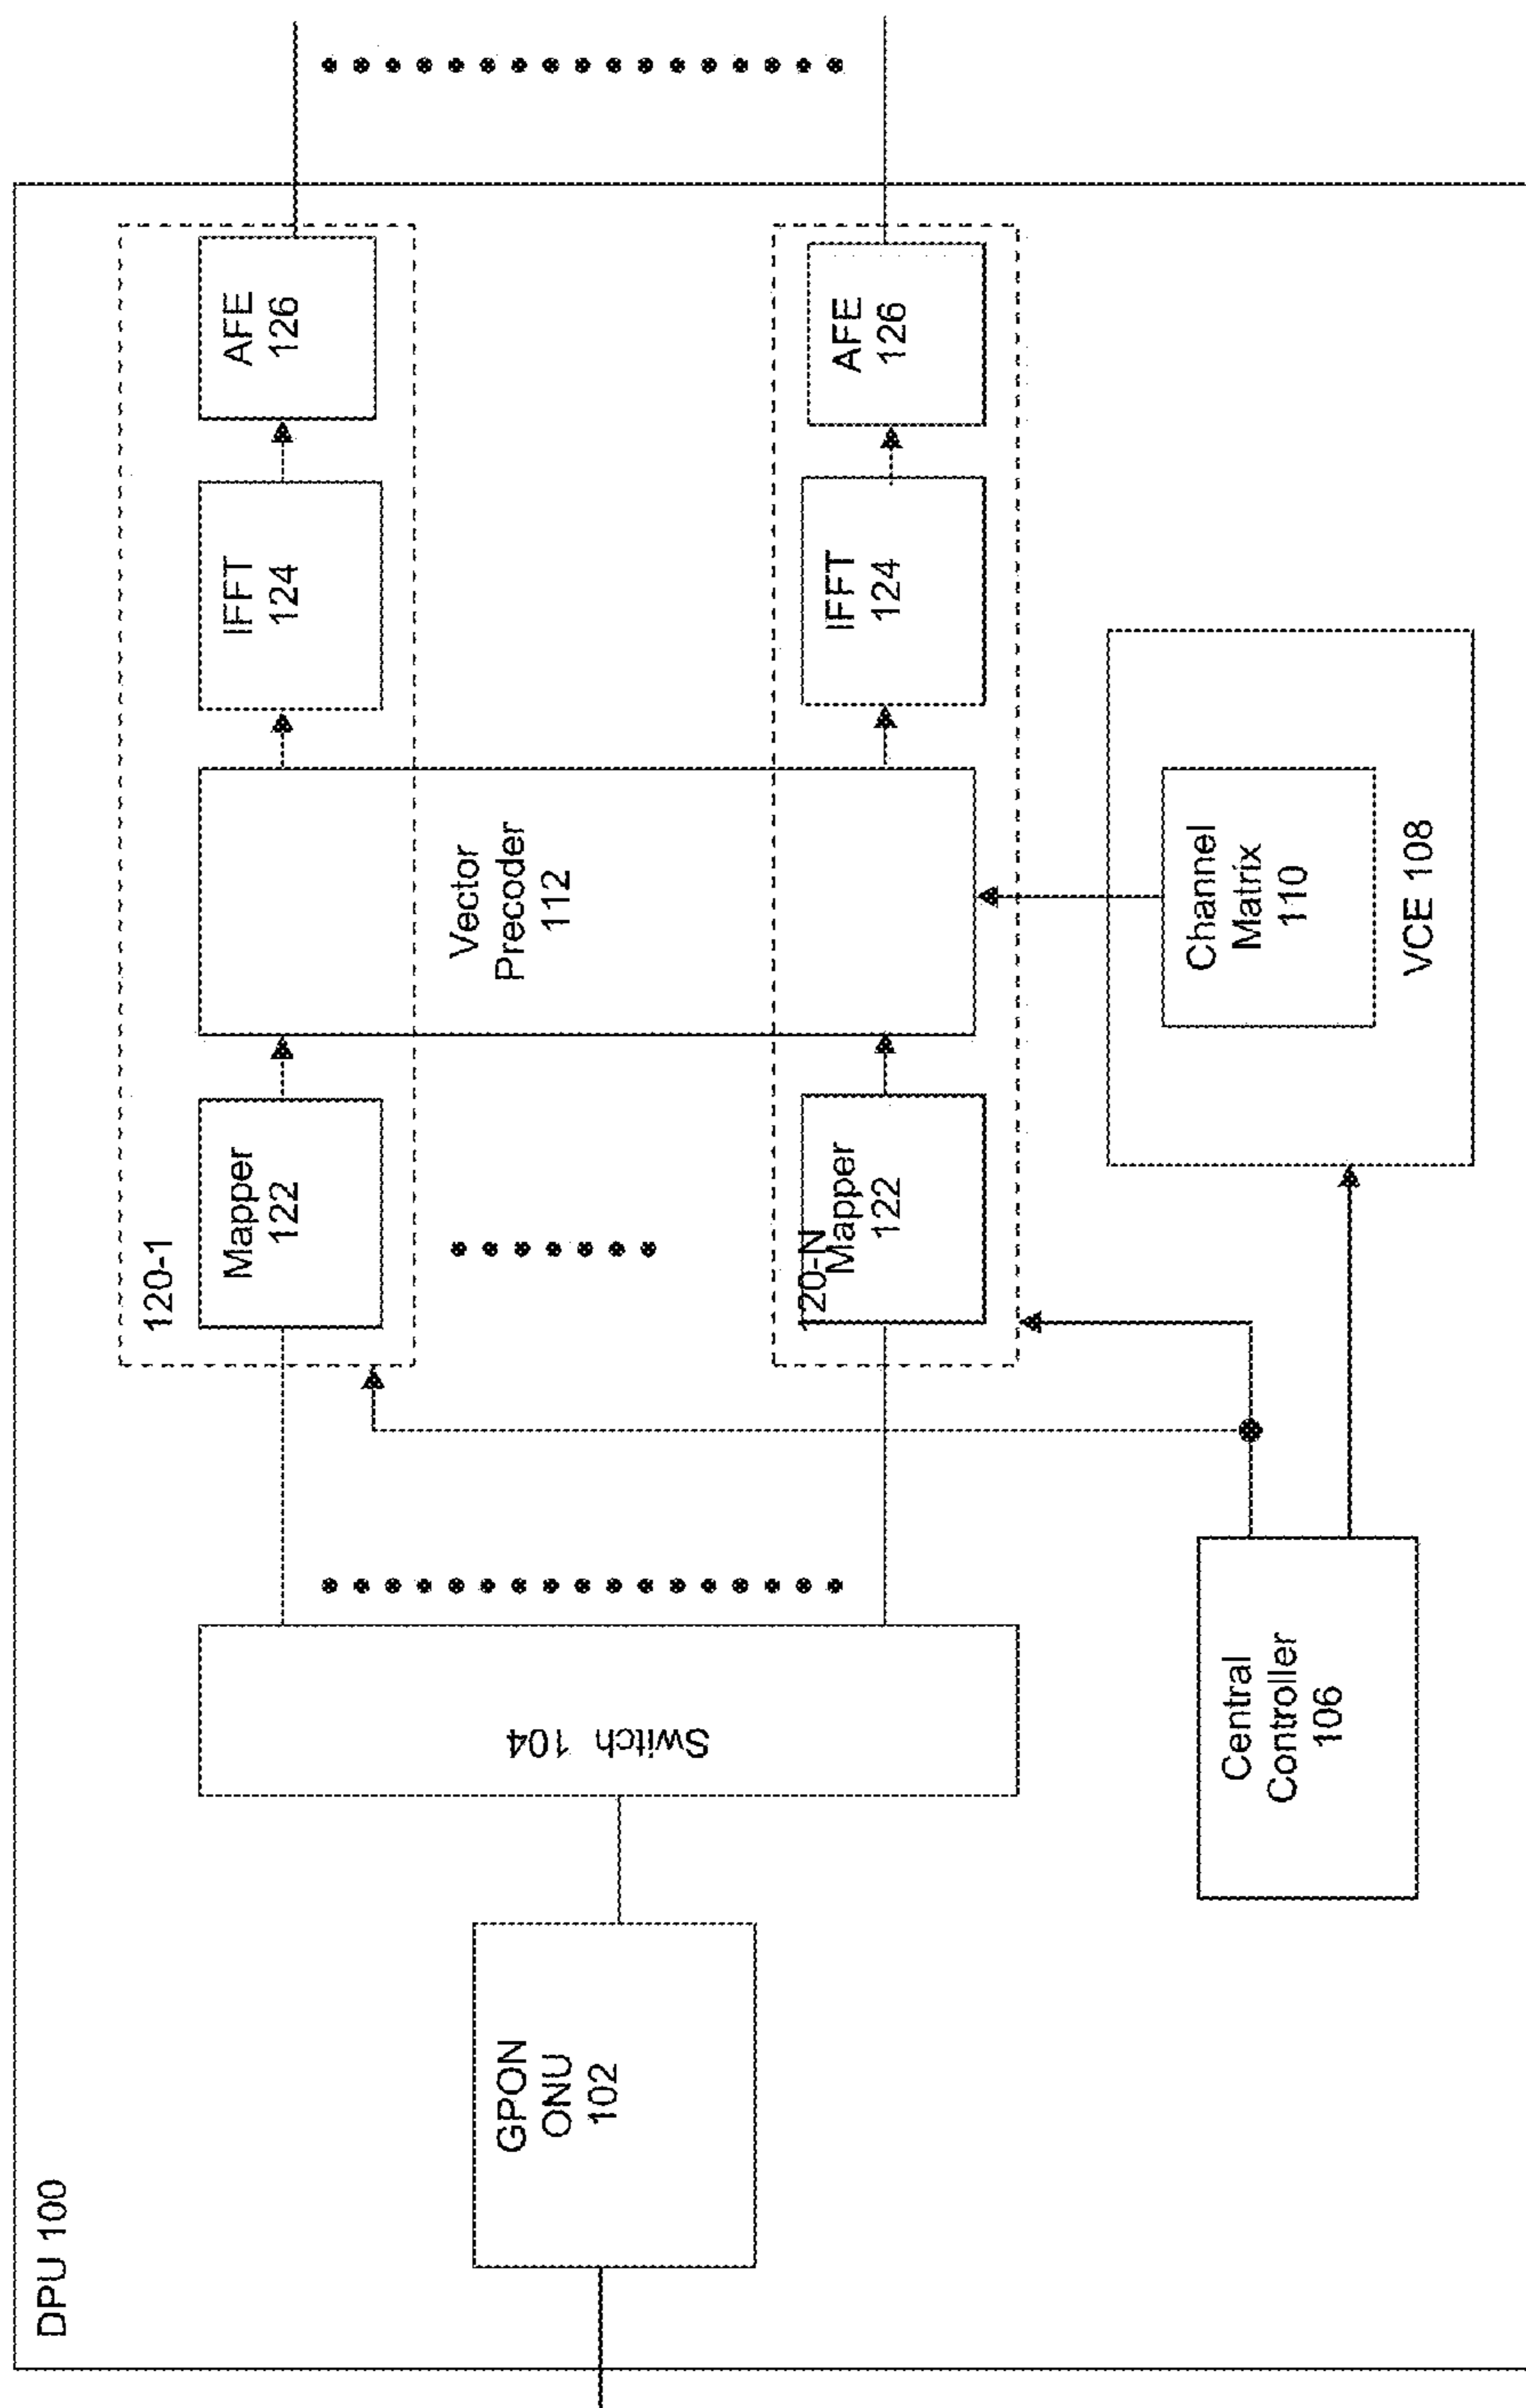 DPU 100
GPON
ONU
102
Switch 104
120-1
Mapper
122
Vector
Precoder
112
IFFT
124
AFE
126
120-N
Mapper
122
IFFT
124
AFE
126
Central
Controller
106
Channel
Matrix
110
VCE 108